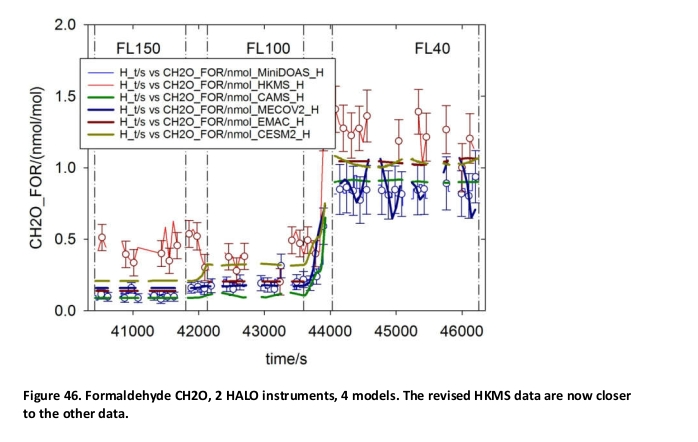 2.0
FL150 FL100 FL40
H_t/s vs CH2O_FOR/nmol_MiniDOAS_H
H_t/s vs CH2O_FOR/nmol_HKMS_H
H_t/s vs CH2O_FOR/nmol_CAMS_H
H_t/s vs CH2O_FOR/nmol_MECOV2_H
H_t/s vs CH2O_FOR/nmol_EMAC_H
H_t/s vs CH2O_FOR/nmol_CESM2_H
1.5
1.0
CH2O_FOR/(nmol/mol)
0.5
0.0
41000 42000 43000 44000 45000 46000
time/s
Figure 46. Formaldehyde CH2O, 2 HALO instruments, 4 models. The revised HKMS data are now closer
to the other data.